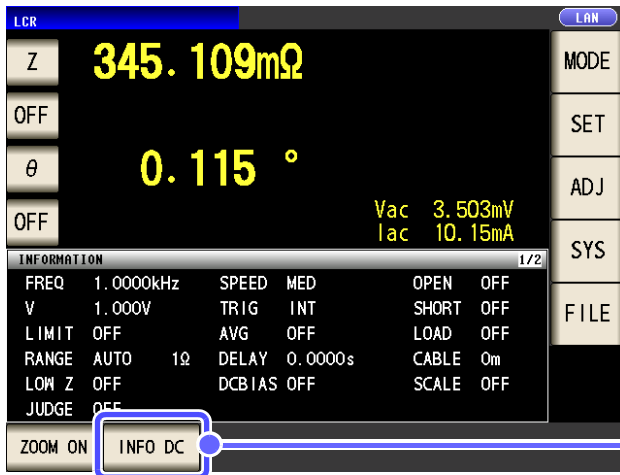 LCR LAN
Z 345.109mΩ MODE
OFF SET
θ 0.115 ° ADJ
OFF Vac 3.503mV
Iac 10.15mA SYS
INFORMATION 1/2
FREQ 1.0000kHz SPEED MED OPEN OFF
V 1.000V TRIG INT SHORT OFF FILE
LIMIT OFF AVG OFF LOAD OFF
RANGE AUTO 1Ω DELAY 0.0000s CABLE 0m
LOW Z OFF DCBIAS OFF SCALE OFF
JUDGE OFF
ZOOM ON INFO DC